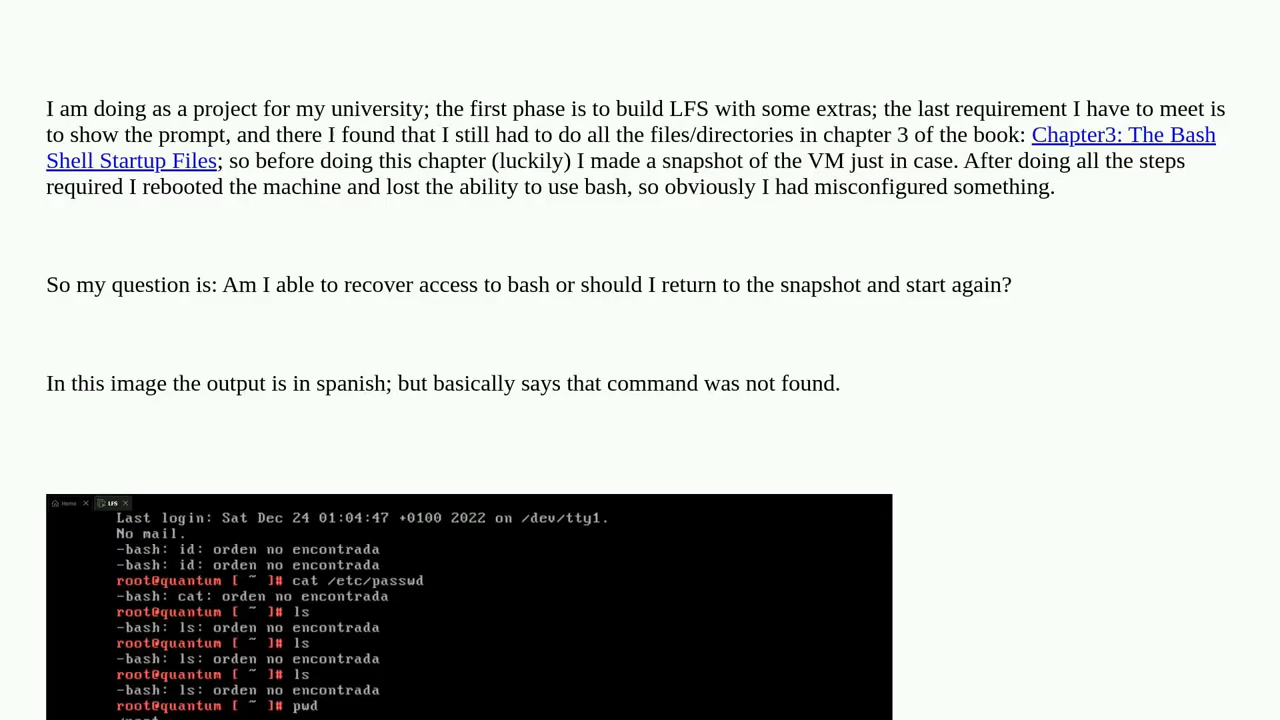 I am doing as a project for my university; the first phase is to build LFS with some extras; the last requirement I have to meet is
to show the prompt, and there I found that I still had to do all the files/directories in chapter 3 of the book: Chapter3: The Bash
Shell Startup Files; so before doing this chapter (luckily) I made a snapshot of the VM just in case. After doing all the steps
required I rebooted the machine and lost the ability to use bash, so obviously I had misconfigured something.
So my question is: Am I able to recover access to bash or should I return to the snapshot and start again?
In this image the output is in spanish; but basically says that command was not found.
Home × LFS ×
Last login: Sat Dec 24 01:04:47 +0100 2022 on /dev/tty1.
No mail.
-bash: id: orden no encontrada
-bash: id: orden no encontrada
root@quantum [ ~ ]# cat /etc/passwd
-bash: cat: orden no encontrada
root@quantum [ ~ ]# ls
-bash: ls: orden no encontrada
root@quantum [ ~ ]# ls
-bash: ls: orden no encontrada
root@quantum [ ~ ]# ls
-bash: ls: orden no encontrada
root@quantum [ ~ ]# pwd